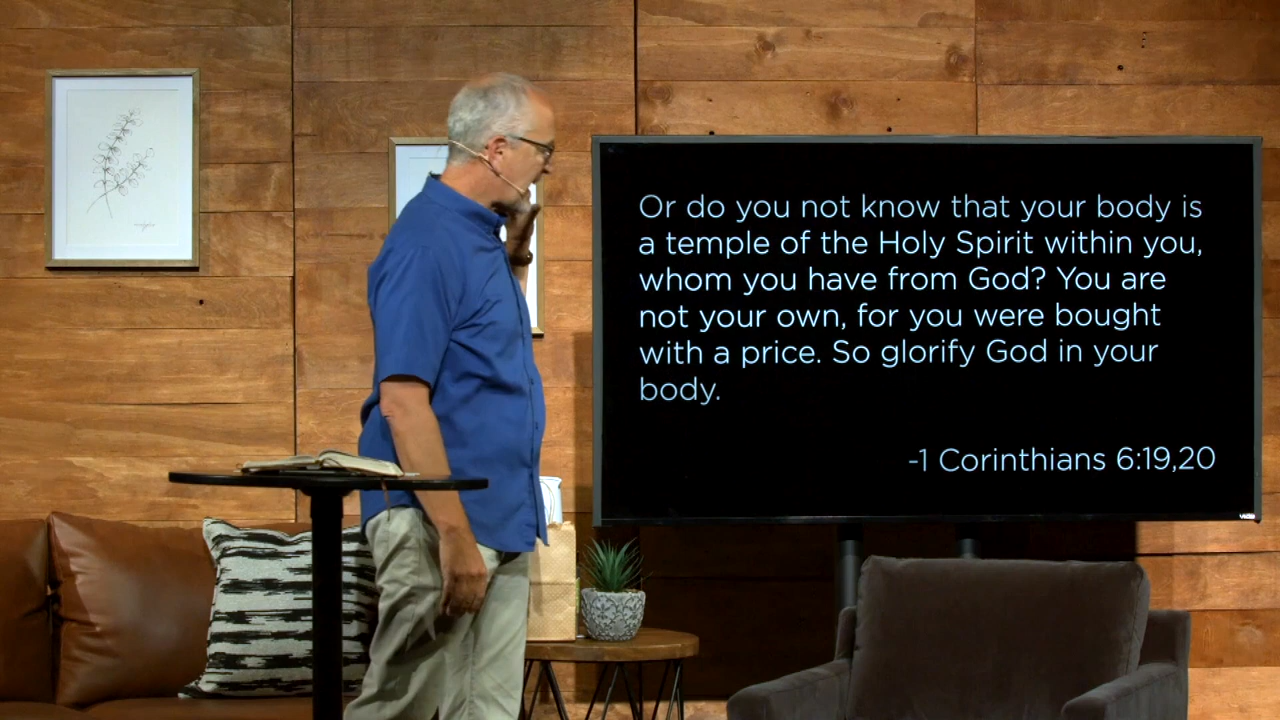 Or do you not know that your body is
a temple of the Holy Spirit within you,
whom you have from God? You are
not your own, for you were bought
with a price. So glorify God in your
body.
-1 Corinthians 6:19,20